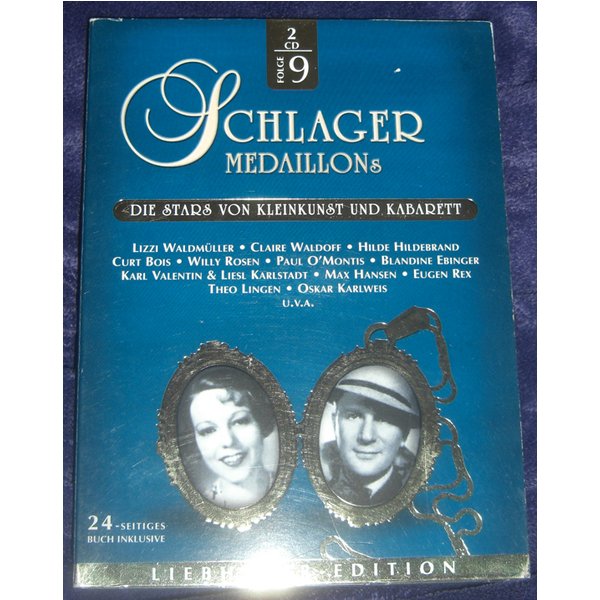 2
CD
FOLGE 9
SCHLAGER
MEDAILLONS
DIE STARS VON KLEINKUNST UND KABARETT
LIZZI WALDMÜLLER • CLAIRE WALDOFF • HILDE HILDEBRAND
CURT BOIS • WILLY ROSEN • PAUL O'MONTIS • BLANDINE EBINGER
KARL VALENTIN & LIESL KARLSTADT • MAX HANSEN • EUGEN REX
THEO LINGEN • OSKAR KARLWEIS
U.V.A.
24-SEITIGES
BUCH INKLUSIVE
EDITION